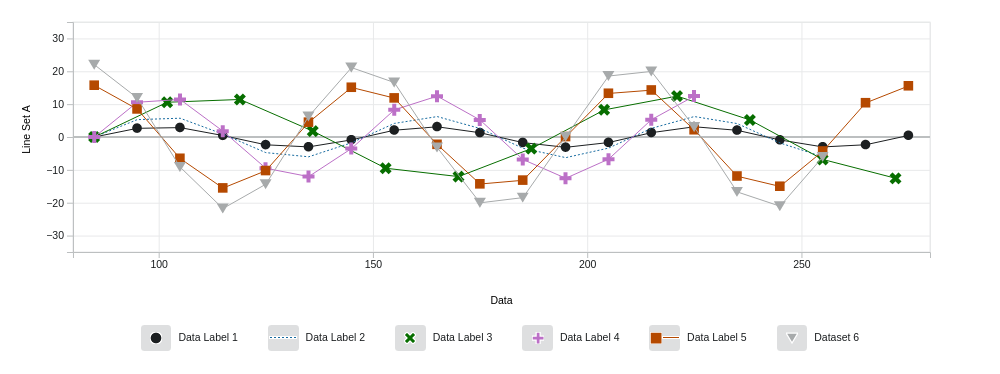 30
20
10
0
−10
−20
−30
Line Set A
100 150 200 250
Data
Data Label 1 Data Label 2 Data Label 3 Data Label 4 Data Label 5 Dataset 6